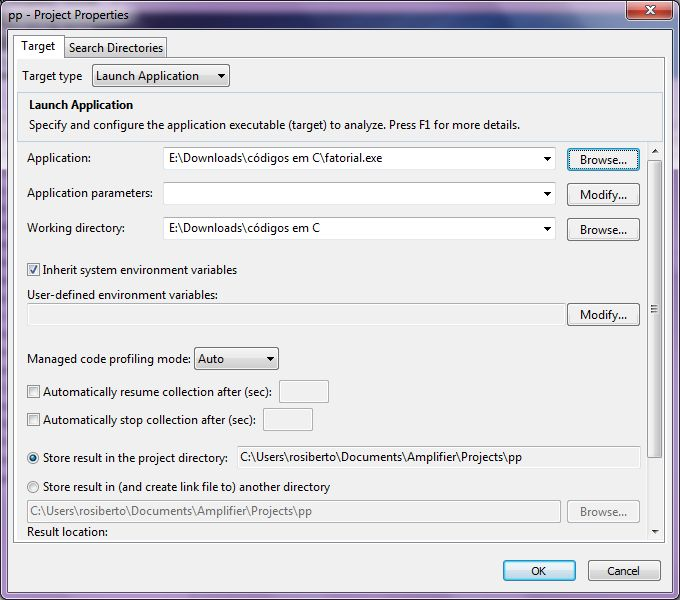 pp - Project Properties
Target Search Directories
Target type Launch Application
Launch Application
Specify and configure the application executable (target) to analyze. Press F1 for more details.
Application: E:\Downloads\códigos em C\fatorial.exe Browse...
Application parameters: Modify...
Working directory: E:\Downloads\códigos em C Browse...
Inherit system environment variables
User-defined environment variables:
Modify...
Managed code profiling mode: Auto
Automatically resume collection after (sec):
Automatically stop collection after (sec):
Store result in the project directory: C:\Users\rosiberto\Documents\Amplifier\Projects\pp
Store result in (and create link file to) another directory
C:\Users\rosiberto\Documents\Amplifier\Projects\pp Browse...
Result location:
OK Cancel